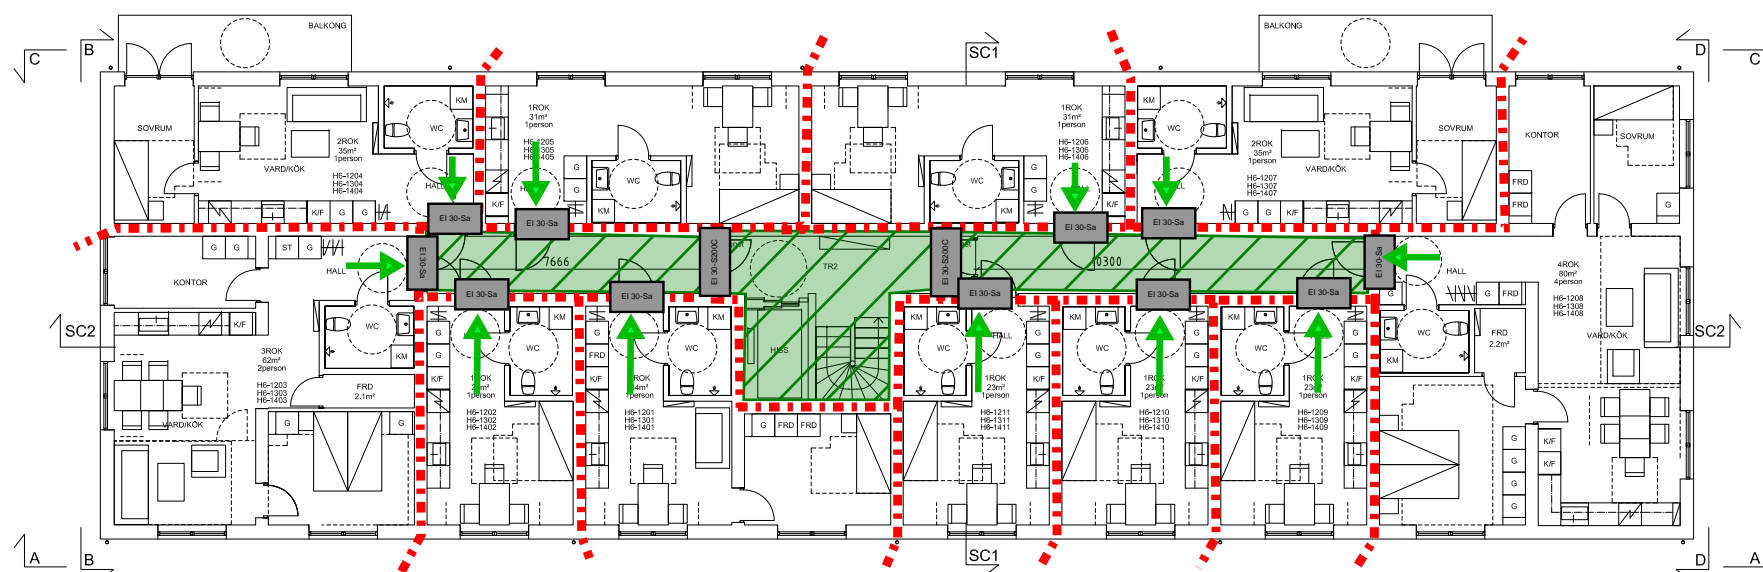 BALKONG
BALKONG
C
B
SC1
D
C
SOVRUM
2ROK
35m²
1person
VARD/KÖK
H6-1204
H6-1304
H6-1404
KM
WC
HALL
K/F
G
G
1ROK
31m²
1person
H6-1205
G
G
WC
KM
K/F
1ROK
31m²
1person
H6-1206
H6-1306
H6-1406
WC
G
G
KM
K/F
KM
WC
2ROK
35m²
1person
VARD/KÖK
H6-1207
H6-1307
H6-1407
G
G
K/F
SOVRUM
KONTOR
SOVRUM
FRD
FRD
G
EI 30-Sa
EI 30-Sa
EI 30-Sa
EI 30-Sa
EI 30-Sa
EI 30-S200C
EI 30-S200C
EI 30-Sa
7666
TR2
EI 30-Sa
EI 30-Sa
EI 30-Sa
EI 30-Sa
EI 30-Sa
G
G
ST
G
HALL
KONTOR
K/F
WC
KM
SC2
3ROK
62m²
2person
H6-1203
H6-1303
H6-1403
FRD
2.1m²
VARD/KÖK
G
G
KM
WC
G
G
K/F
1person
H6-1202
H6-1302
H6-1402
KM
WC
G
FRD
K/F
1person
H6-1201
H6-1301
H6-1401
HISS
G
FRD
FRD
KM
WC
G
G
K/F
1ROK
23m²
1person
H6-1211
H6-1311
H6-1411
KM
WC
G
G
K/F
1person
H6-1210
H6-1310
H6-1410
KM
WC
G
G
K/F
1person
H6-1209
H6-1309
H6-1409
HALL
G
G
FRD
WC
KM
FRD
2.2m²
4ROK
80m²
4person
H6-1208
H6-1308
H6-1408
VARD/KÖK
SC2
G
G
G
G
G
K/F
K/F
K/F
A
B
SC1
D
A